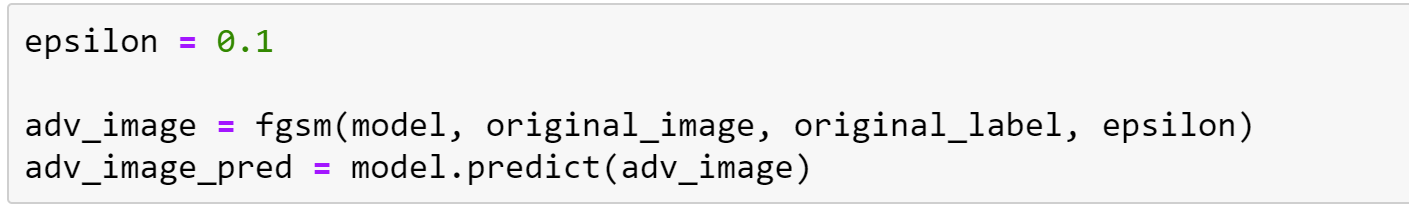 epsilon = 0.1
adv_image = fgsm(model, original_image, original_label, epsilon)
adv_image_pred = model.predict(adv_image)